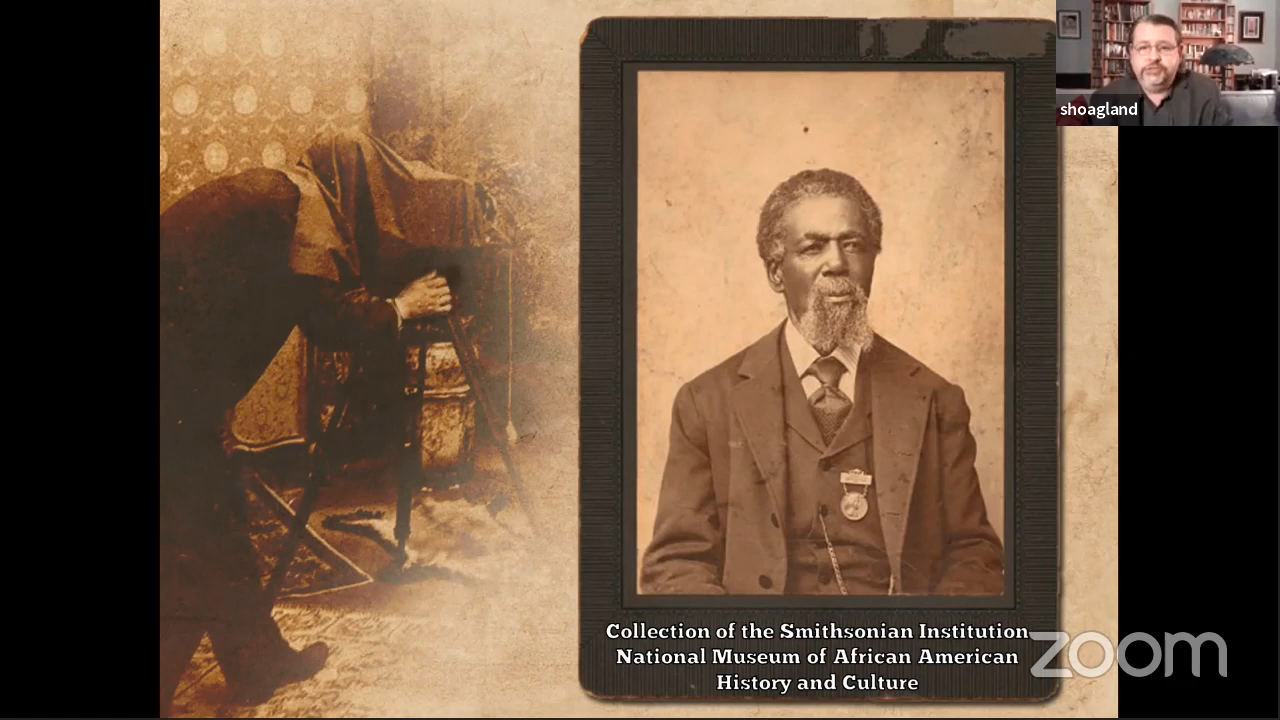 shoagland
Collection of the Smithsonian Institution
National Museum of African American
History and Culture
zoom